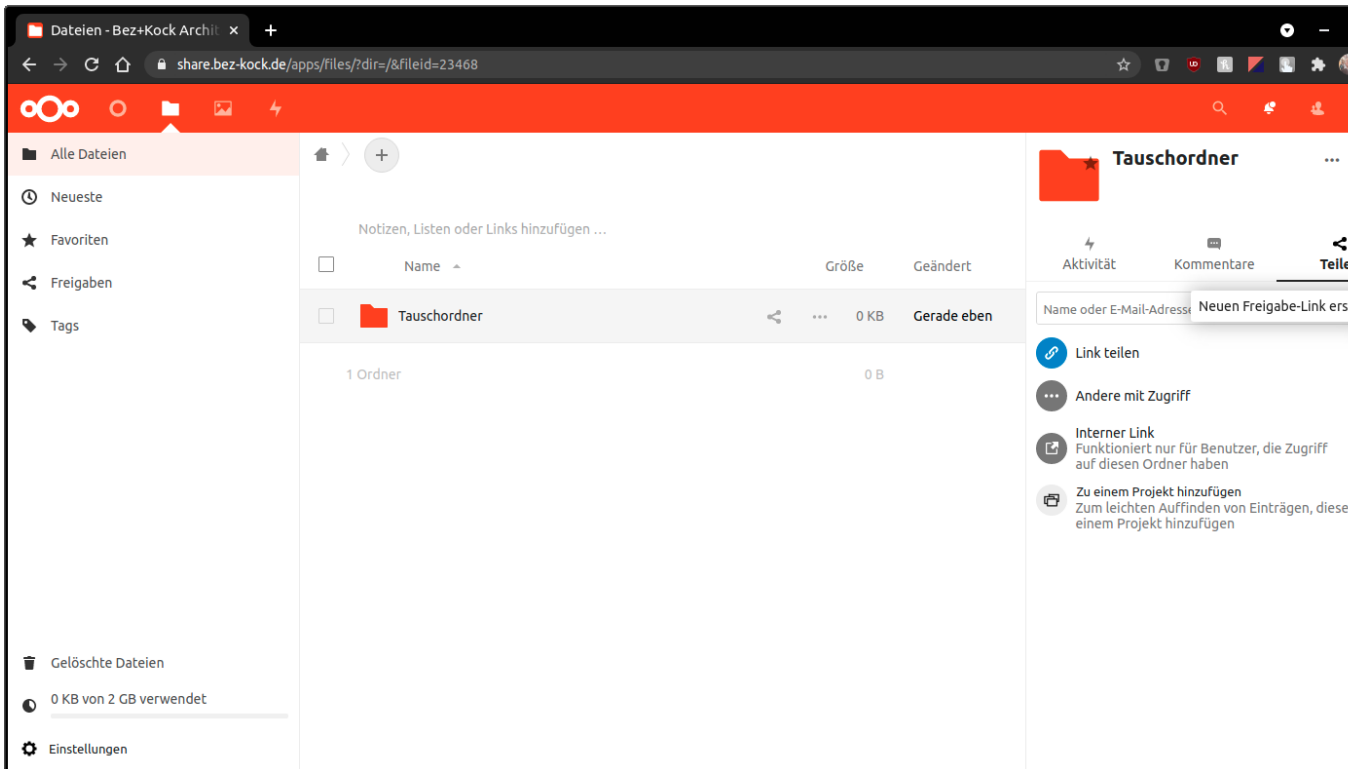 Dateien - Bez+Kock Archit
share.bez-kock.de/apps/files/?dir=/&fileid=23468
Alle Dateien
Neueste
Favoriten
Freigaben
Tags
Gelöschte Dateien
0 KB von 2 GB verwendet
Einstellungen
Notizen, Listen oder Links hinzufügen ...
Name Größe Geändert
Tauschordner 0 KB Gerade eben
1 Ordner 0 B
Tauschordner
Aktivität Kommentare Teile
Name oder E-Mail-Adresse
Neuen Freigabe-Link ers
Link teilen
Andere mit Zugriff
Interner Link
Funktioniert nur für Benutzer, die Zugriff
auf diesen Ordner haben
Zu einem Projekt hinzufügen
Zum leichten Auffinden von Einträgen, diese
einem Projekt hinzufügen